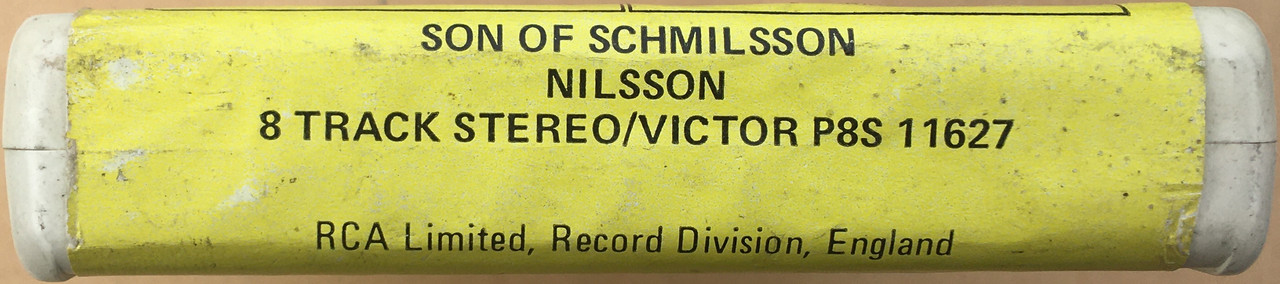 SON OF SCHMILSSON
NILSSON
8 TRACK STEREO/VICTOR P8S 11627
RCA Limited, Record Division, England